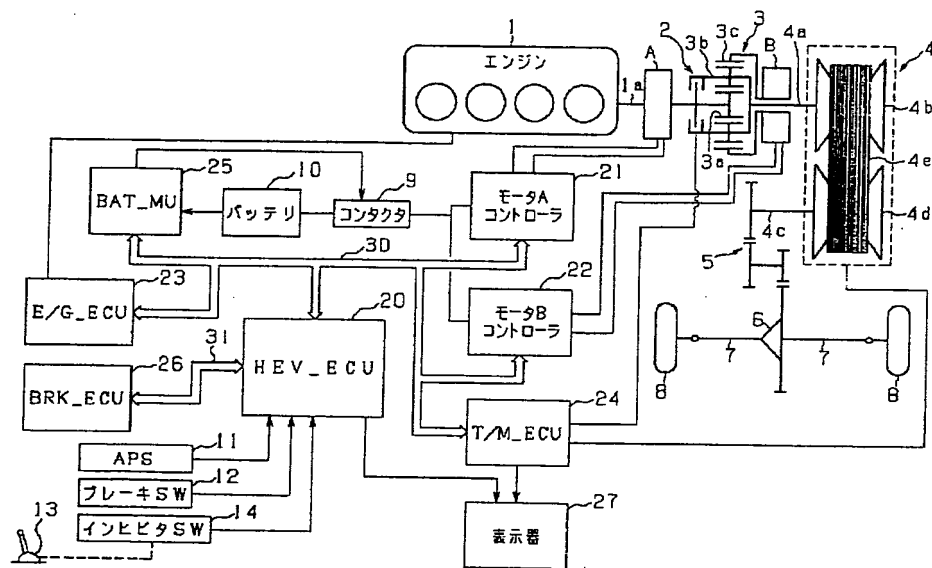 1
エンジン
1a
A
2
3b
3c
3
3a
B
4a
4
4b
4e
4d
4c
25
BAT_MU
10
バッテリ
9
コンタクタ
21
モータA
コントローラ
30
5
23
E/G_ECU
20
HEV_ECU
22
モータB
コントローラ
6
7
7
8
8
31
26
BRK_ECU
24
T/M_ECU
11
APS
12
ブレーキSW
13
14
インヒビタSW
27
表示器